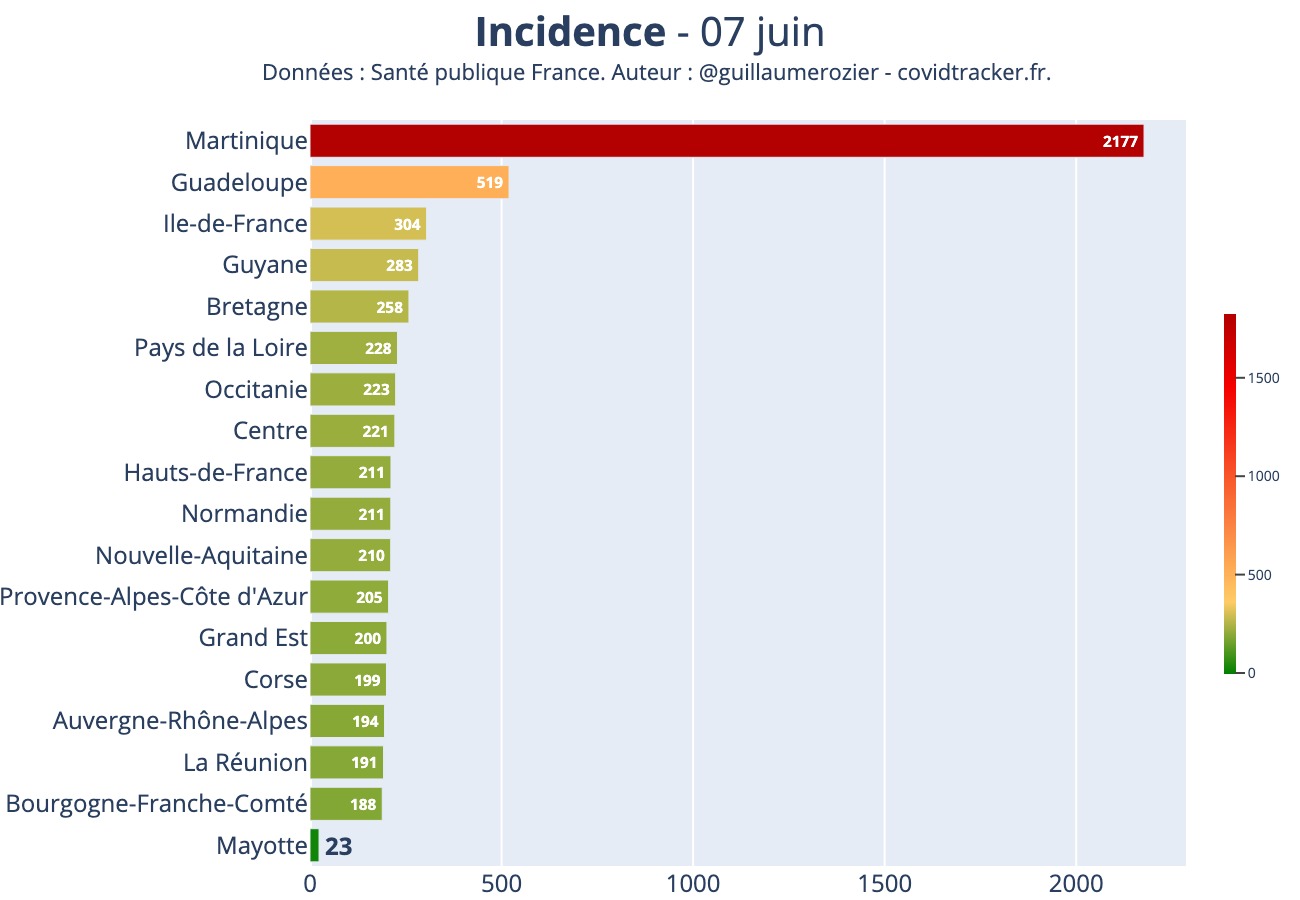 Incidence - 07 juin
Données : Santé publique France. Auteur : @guillaumerozier - covidtracker.fr.
Martinique 2177
Guadeloupe 519
Ile-de-France 304
Guyane 283
Bretagne 258
Pays de la Loire 228
Occitanie 223
Centre 221
Hauts-de-France 211
Normandie 211
Nouvelle-Aquitaine 210
Provence-Alpes-Côte d'Azur 205
Grand Est 200
Corse 199
Auvergne-Rhône-Alpes 194
La Réunion 191
Bourgogne-Franche-Comté 188
Mayotte 23
0 500 1000 1500 2000
1500
1000
500
0